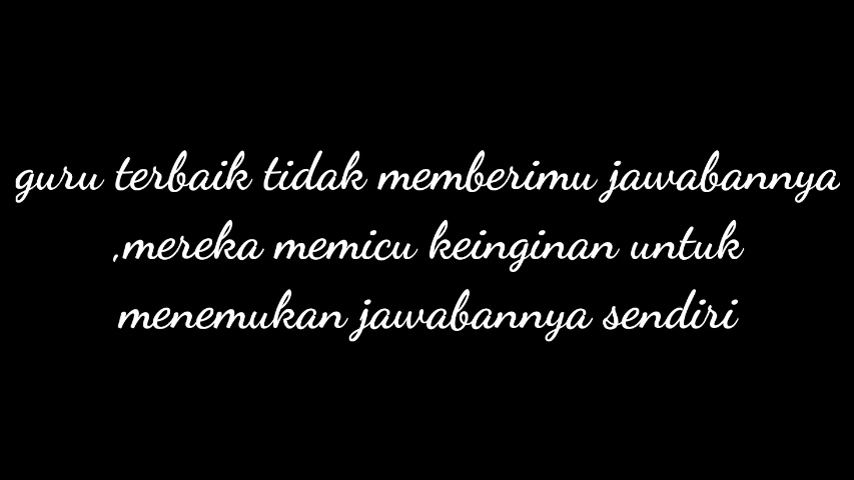 guru terbaik tidak memberimu jawabannya
,mereka memicu keinginan untuk
menemukan jawabannya sendiri